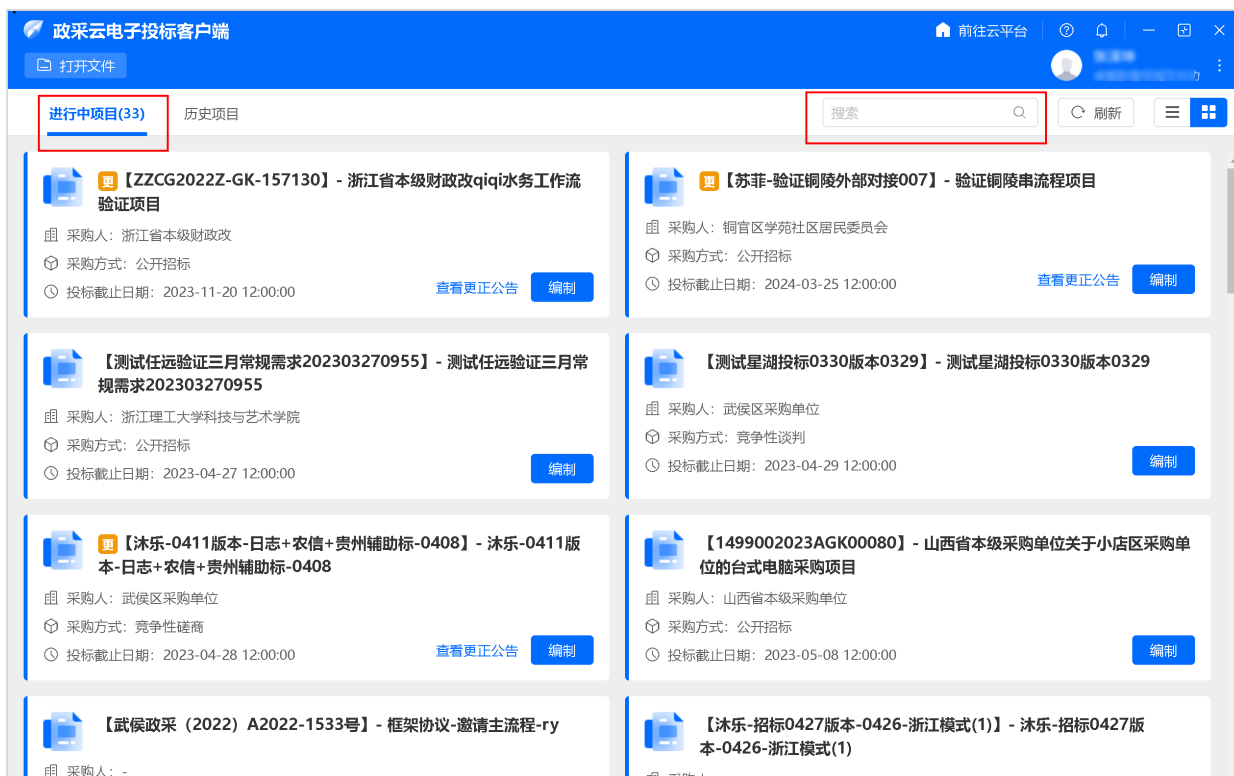 政采云电子投标客户端
前往云平台
打开文件
进行中项目(33)
历史项目
搜索
刷新
更【ZZCG2022Z-GK-157130】- 浙江省本级财政改qiqi水务工作流
验证项目
采购人：浙江省本级财政改
采购方式：公开招标
投标截止日期：2023-11-20 12:00:00
查看更正公告
编制
更【苏菲-验证铜陵外部对接007】- 验证铜陵串流程项目
采购人：铜官区学苑社区居民委员会
采购方式：公开招标
投标截止日期：2024-03-25 12:00:00
查看更正公告
编制
【测试任远验证三月常规需求202303270955】- 测试任远验证三月常
规需求202303270955
采购人：浙江理工大学科技与艺术学院
采购方式：公开招标
投标截止日期：2023-04-27 12:00:00
编制
【测试星湖投标0330版本0329】- 测试星湖投标0330版本0329
采购人：武侯区采购单位
采购方式：竞争性谈判
投标截止日期：2023-04-29 12:00:00
编制
更【沐乐-0411版本-日志+农信+贵州辅助标-0408】- 沐乐-0411版
本-日志+农信+贵州辅助标-0408
采购人：武侯区采购单位
采购方式：竞争性磋商
投标截止日期：2023-04-28 12:00:00
查看更正公告
编制
【1499002023AGK00080】- 山西省本级采购单位关于小店区采购单
位的台式电脑采购项目
采购人：山西省本级采购单位
采购方式：公开招标
投标截止日期：2023-05-08 12:00:00
编制
【武侯政采（2022）A2022-1533号】- 框架协议-邀请主流程-ry
采购人：-
【沐乐-招标0427版本-0426-浙江模式(1)】- 沐乐-招标0427版
本-0426-浙江模式(1)